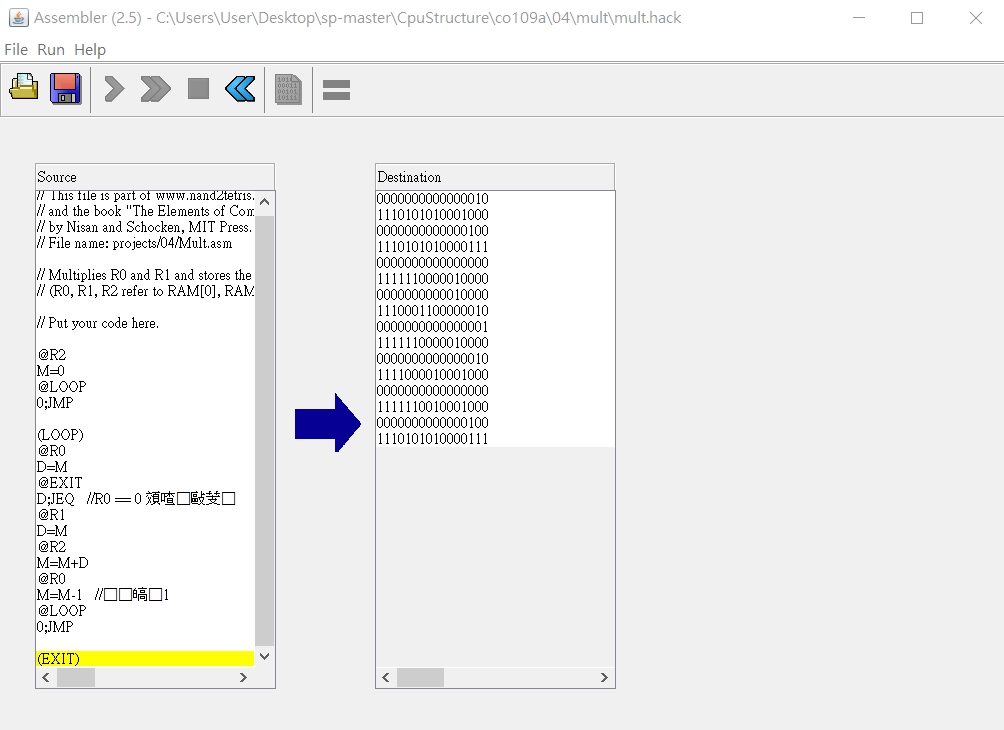 Assembler (2.5) - C:\Users\User\Desktop\sp-master\CpuStructure\co109a\04\mult\mult.hack
File Run Help
Source
// This file is part of www.nand2tetris.
// and the book "The Elements of Com
// by Nisan and Schocken, MIT Press.
// File name: projects/04/Mult.asm
// Multiplies R0 and R1 and stores the
// (R0, R1, R2 refer to RAM[0], RAM
// Put your code here.
@R2
M=0
@LOOP
0;JMP
(LOOP)
@R0
D=M
@EXIT
D;JEQ //R0 == 0
@R1
D=M
@R2
M=M+D
@R0
M=M-1 // 1
@LOOP
0;JMP
(EXIT)
Destination
0000000000000010
1110101010001000
0000000000000100
1110101010000111
0000000000000000
1111110000010000
0000000000010000
1110001100000010
0000000000000001
1111110000010000
0000000000000010
1111000010001000
0000000000000000
1111110010001000
0000000000000100
1110101010000111